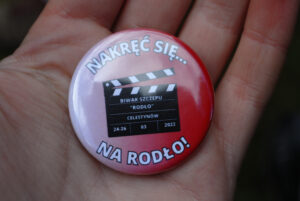 NAKRĘĆ SIĘ...
BIWAK SZCZEPU
"RODŁO"
CELESTYNÓW
24-26 03 2023
NA RODŁO!